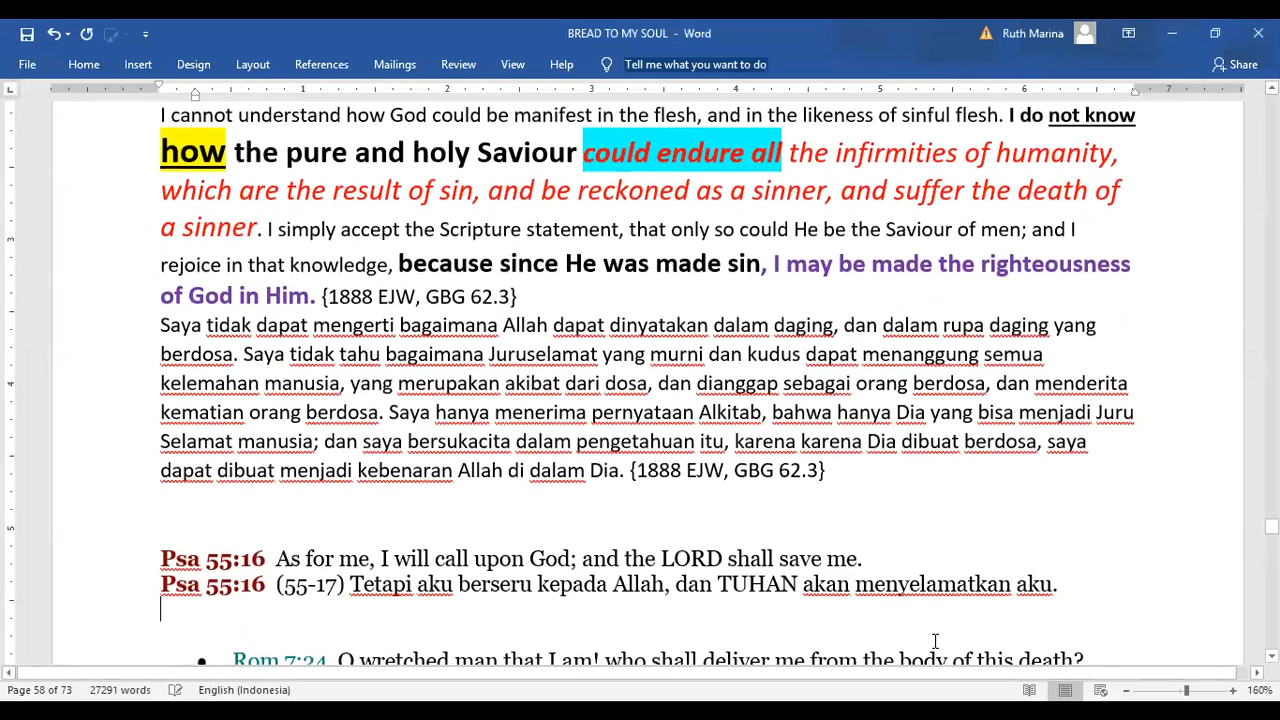 BREAD TO MY SOUL - Word
Ruth Marina
File Home Insert Design Layout References Mailings Review View Help Tell me what you want to do Share
1 2 3 4 5 6 7
I cannot understand how God could be manifest in the flesh, and in the likeness of sinful flesh. I do not know
how the pure and holy Saviour could endure all the infirmities of humanity,
which are the result of sin, and be reckoned as a sinner, and suffer the death of
a sinner. I simply accept the Scripture statement, that only so could He be the Saviour of men; and I
rejoice in that knowledge, because since He was made sin, I may be made the righteousness
of God in Him. {1888 EJW, GBG 62.3}
Saya tidak dapat mengerti bagaimana Allah dapat dinyatakan dalam daging, dan dalam rupa daging yang
berdosa. Saya tidak tahu bagaimana Juruselamat yang murni dan kudus dapat menanggung semua
kelemahan manusia, yang merupakan akibat dari dosa, dan dianggap sebagai orang berdosa, dan menderita
kematian orang berdosa. Saya hanya menerima pernyataan Alkitab, bahwa hanya Dia yang bisa menjadi Juru
Selamat manusia; dan saya bersukacita dalam pengetahuan itu, karena karena Dia dibuat berdosa, saya
dapat dibuat menjadi kebenaran Allah di dalam Dia. {1888 EJW, GBG 62.3}
Psa 55:16 As for me, I will call upon God; and the LORD shall save me.
Psa 55:16 (55-17) Tetapi aku berseru kepada Allah, dan TUHAN akan menyelamatkan aku.
• Rom 7:24 O wretched man that I am! who shall deliver me from the body of this death?
3
4
5
Page 58 of 73 27291 words English (Indonesia) 160%